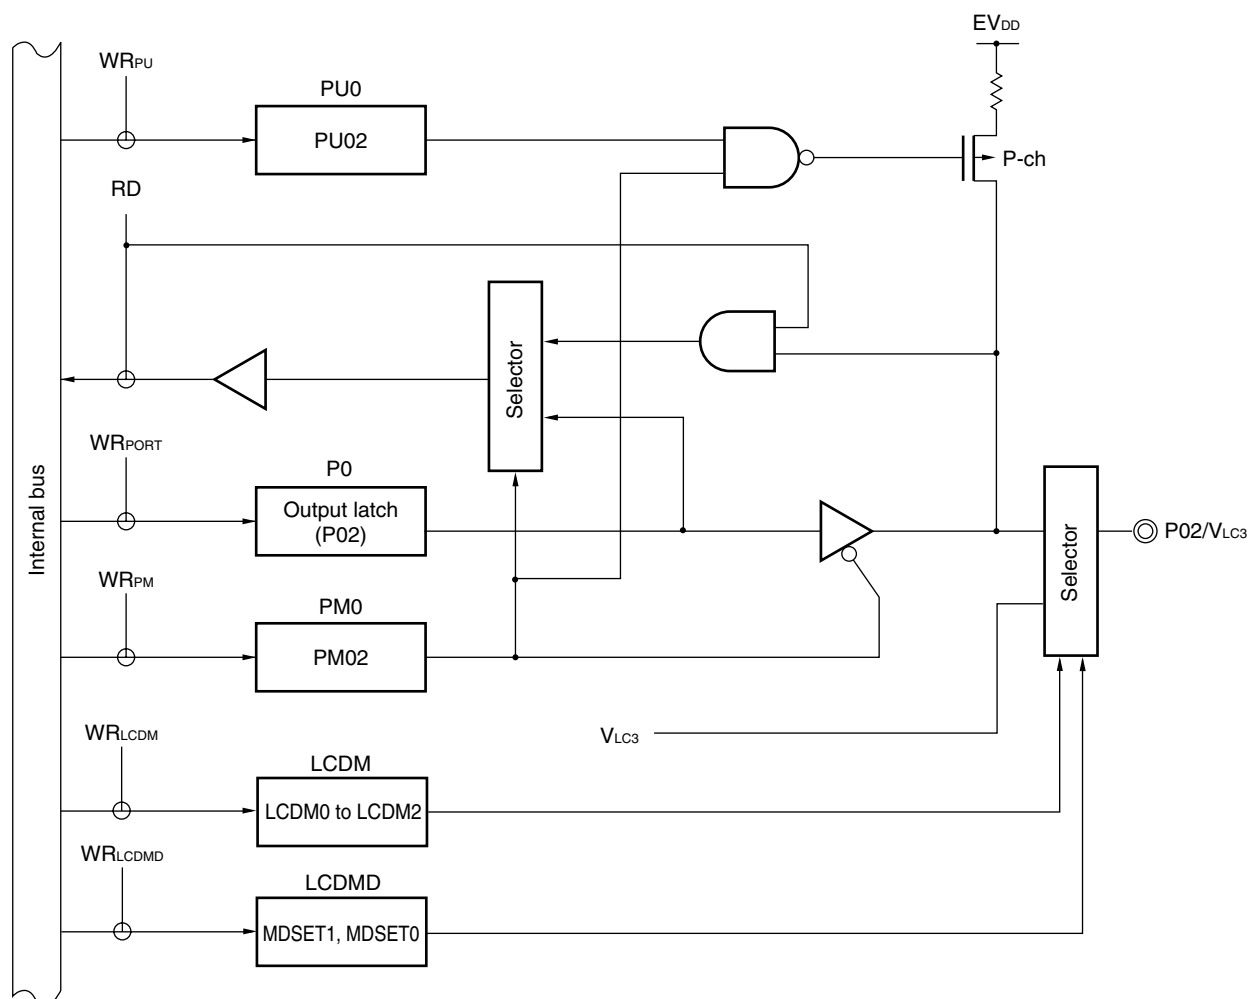 EVDD
WRPU
PU0
PU02
P-ch
RD
Selector
WRPORT
P0
Output latch
(P02)
Internal bus
Selector
P02/VLC3
WRPM
PM0
PM02
WRLCDM
VLC3
LCDM
LCDM0 to LCDM2
WRLCDMD
LCDMD
MDSET1, MDSET0